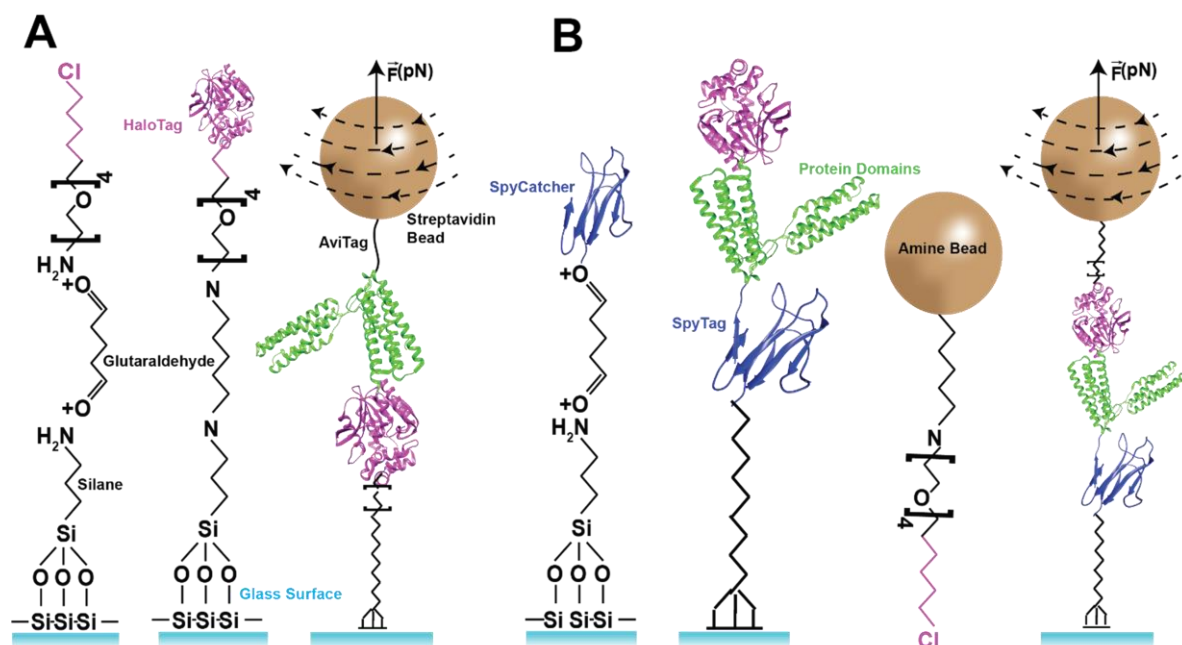 A
Cl
4
O
H₂N
+O
Glutaraldehyde
+O
H₂N
Silane
Si
O O O
—Si-Si-Si—
HaloTag
4
O
N
N
Si
O O O
—Si-Si-Si—
Glass Surface
F(pN)
Streptavidin
Bead
AviTag
B
SpyCatcher
+O
+O
H₂N
Si
O O O
—Si Si-Si—
Protein Domains
SpyTag
Amine Bead
N
O
4
Cl
F(pN)